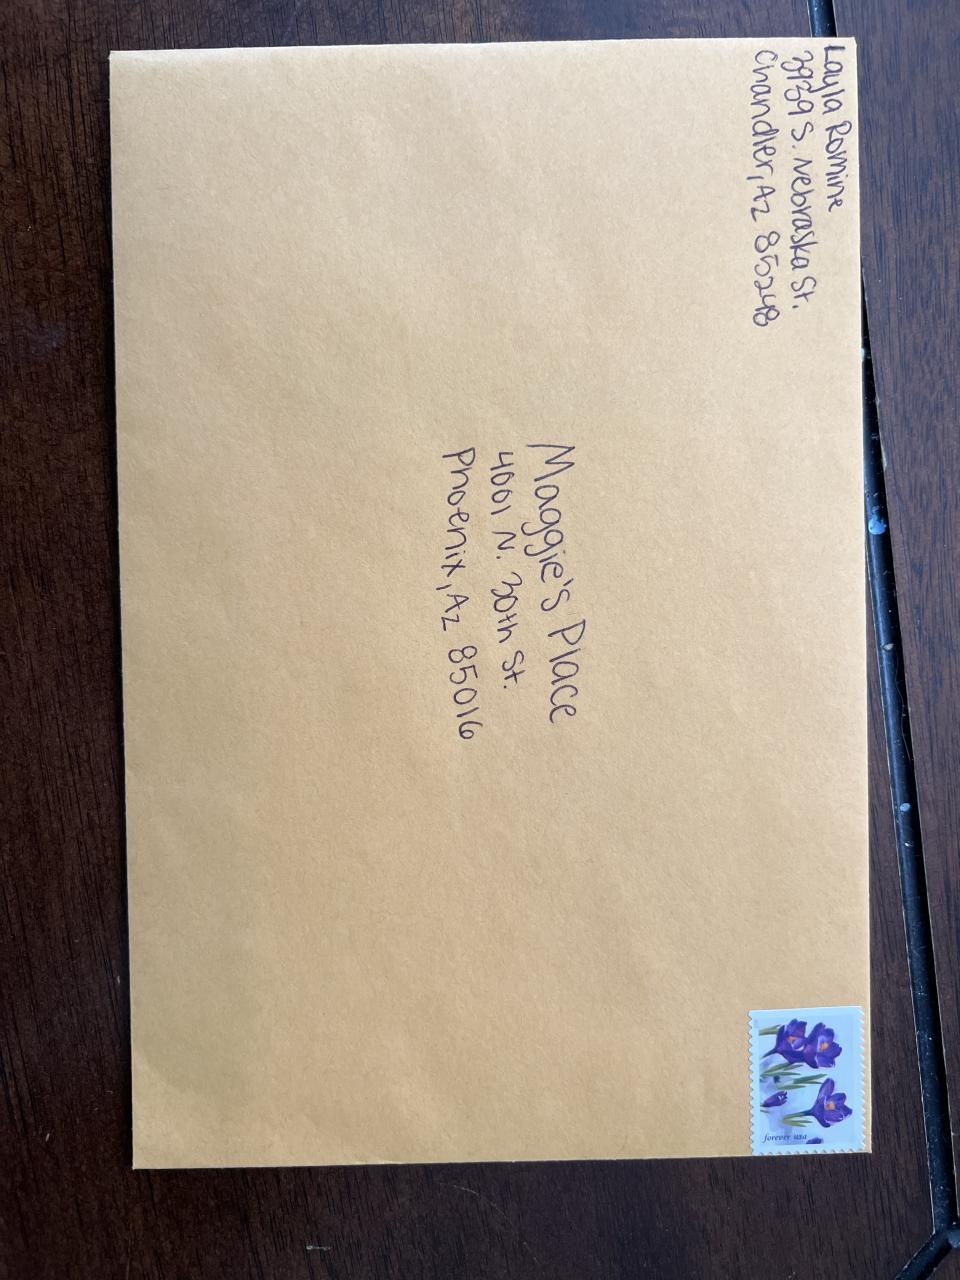 Layla Romine
3939 S. Nebraska St.
Chandler, Az 85248
Maggie's Place
4001 N. 30th St.
Phoenix, Az 85016
forever usa